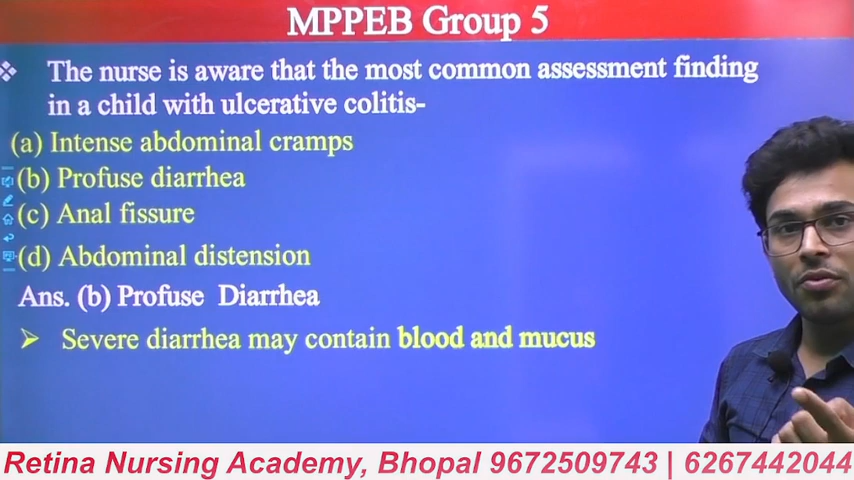 MPPEB Group 5
❖ The nurse is aware that the most common assessment finding
in a child with ulcerative colitis-
(a) Intense abdominal cramps
(b) Profuse diarrhea
(c) Anal fissure
(d) Abdominal distension
Ans. (b) Profuse Diarrhea
➢ Severe diarrhea may contain blood and mucus
Retina Nursing Academy, Bhopal 9672509743 | 6267442044